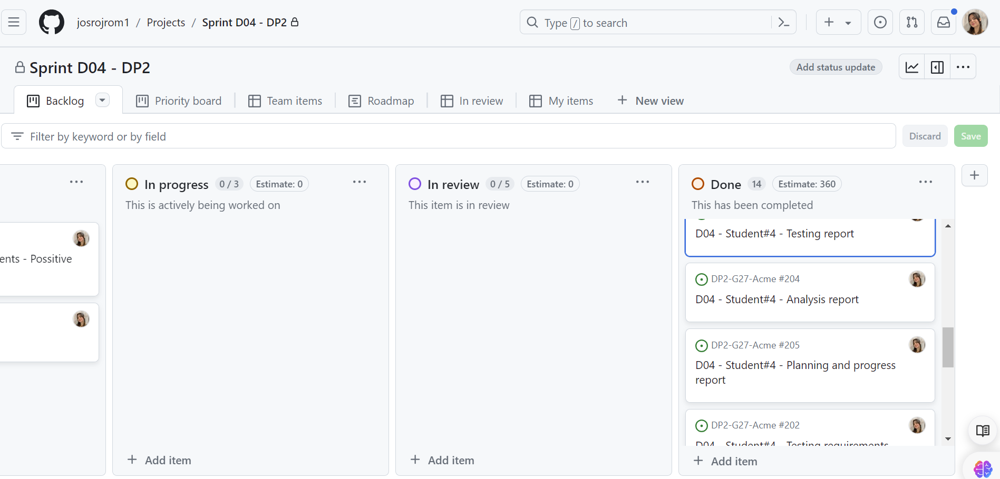 josrojrom1 / Projects / Sprint D04 - DP2
Type / to search
Sprint D04 - DP2
Add status update
Backlog
Priority board
Team items
Roadmap
In review
My items
+ New view
Filter by keyword or by field
Discard
Save
ents - Possitive
In progress 0 / 3 Estimate: 0
This is actively being worked on
+ Add item
In review 0 / 5 Estimate: 0
This item is in review
+ Add item
Done 14 Estimate: 360
This has been completed
D04 - Student#4 - Testing report
DP2-G27-Acme #204
D04 - Student#4 - Analysis report
DP2-G27-Acme #205
D04 - Student#4 - Planning and progress
report
DP2-G27-Acme #202
D04 - Student#4 - Testing requirements
+ Add item